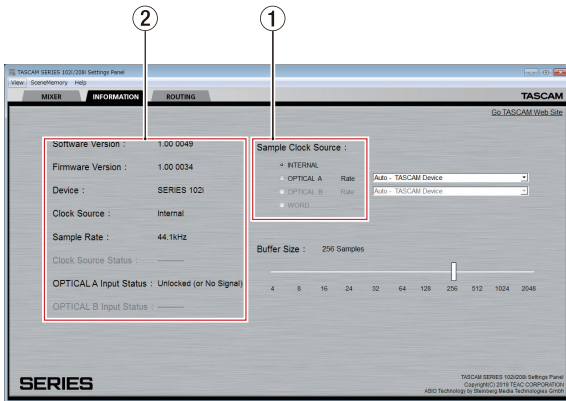 ② ①
TASCAM SERIES 102i/208i Settings Panel
View SceneMemory Help
MIXER INFORMATION ROUTING TASCAM
Go TASCAM Web Site
Software Version : 1.00 0049
Firmware Version : 1.00 0034
Device : SERIES 102i
Clock Source : Internal
Sample Rate : 44.1kHz
Clock Source Status : --------
OPTICAL A Input Status : Unlocked (or No Signal)
OPTICAL B Input Status : --------
Sample Clock Source :
INTERNAL
OPTICAL A Rate Auto - TASCAM Device
OPTICAL B Rate Auto - TASCAM Device
WORD
Buffer Size : 256 Samples
4 8 16 24 32 64 128 256 512 1024 2048
SERIES
TASCAM SERIES 102i/208i Settings Panel
Copyright(C) 2019 TEAC CORPORATION
ASIO Technology by Steinberg Media Technologies GmbH